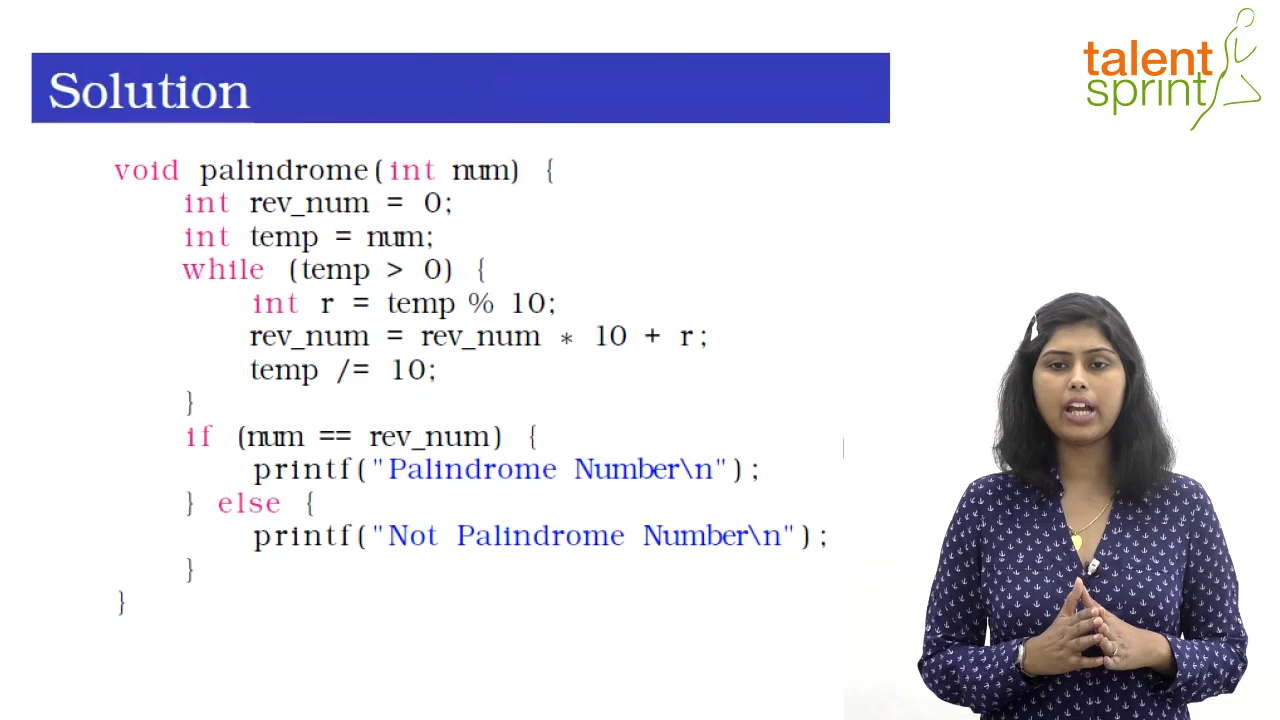 talent
sprint
Solution
void palindrome(int num) {
int rev_num = 0;
int temp = num;
while (temp > 0) {
int r = temp % 10;
rev_num = rev_num * 10 + r;
temp /= 10;
}
if (num == rev_num) {
printf("Palindrome Number\n");
} else {
printf("Not Palindrome Number\n");
}
}